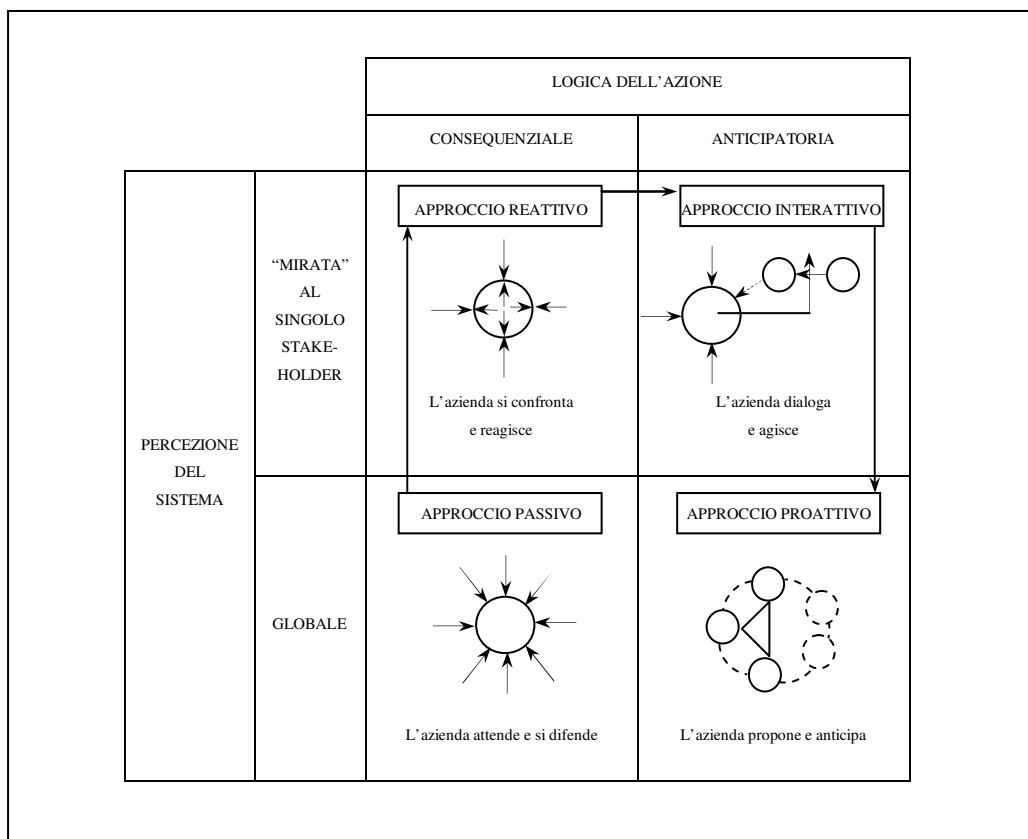 LOGICA DELL’AZIONE
CONSEQUENZIALE
ANTICIPATORIA
APPROCCIO REATTIVO
APPROCCIO INTERATTIVO
“MIRATA”
AL
SINGOLO
STAKE-
HOLDER
L’azienda si confronta
e reagisce
L’azienda dialoga
e agisce
PERCEZIONE
DEL
SISTEMA
APPROCCIO PASSIVO
APPROCCIO PROATTIVO
GLOBALE
L’azienda attende e si difende
L’azienda propone e anticipa